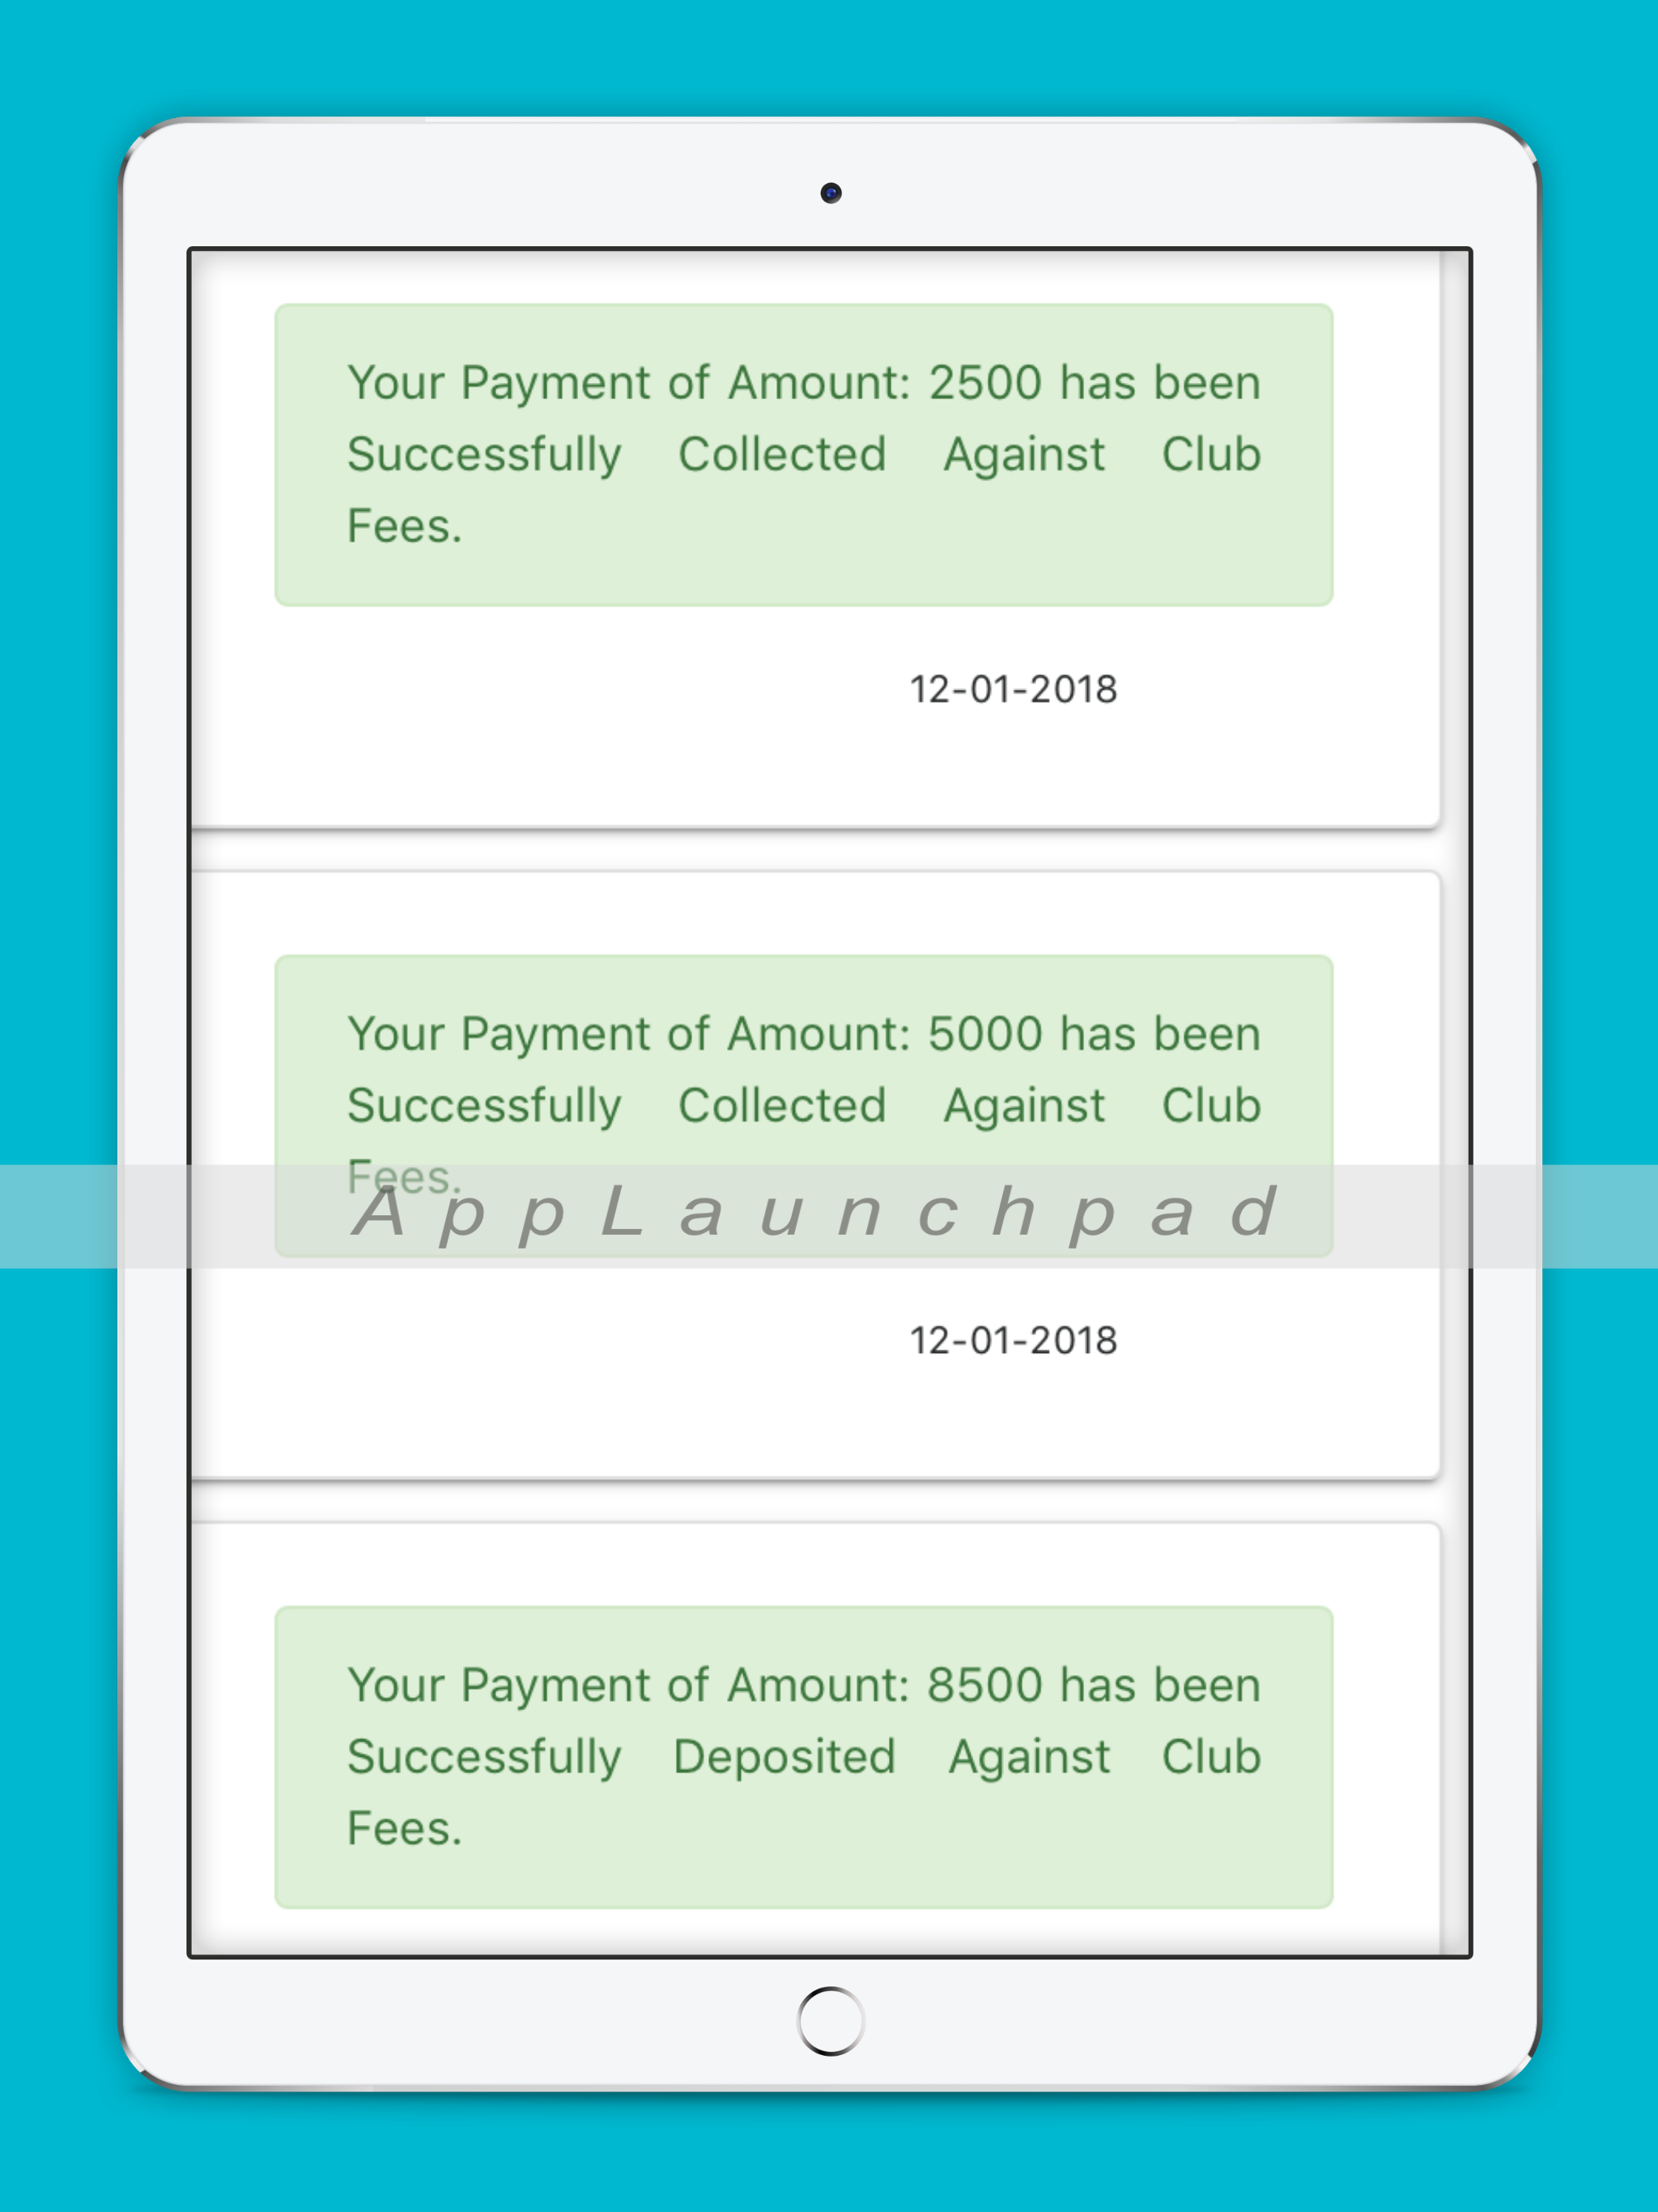 Your Payment of Amount: 2500 has been
Successfully Collected Against Club
Fees.
12-01-2018
Your Payment of Amount: 5000 has been
Successfully Collected Against Club
Fees.
AppLaunchpad
12-01-2018
Your Payment of Amount: 8500 has been
Successfully Deposited Against Club
Fees.